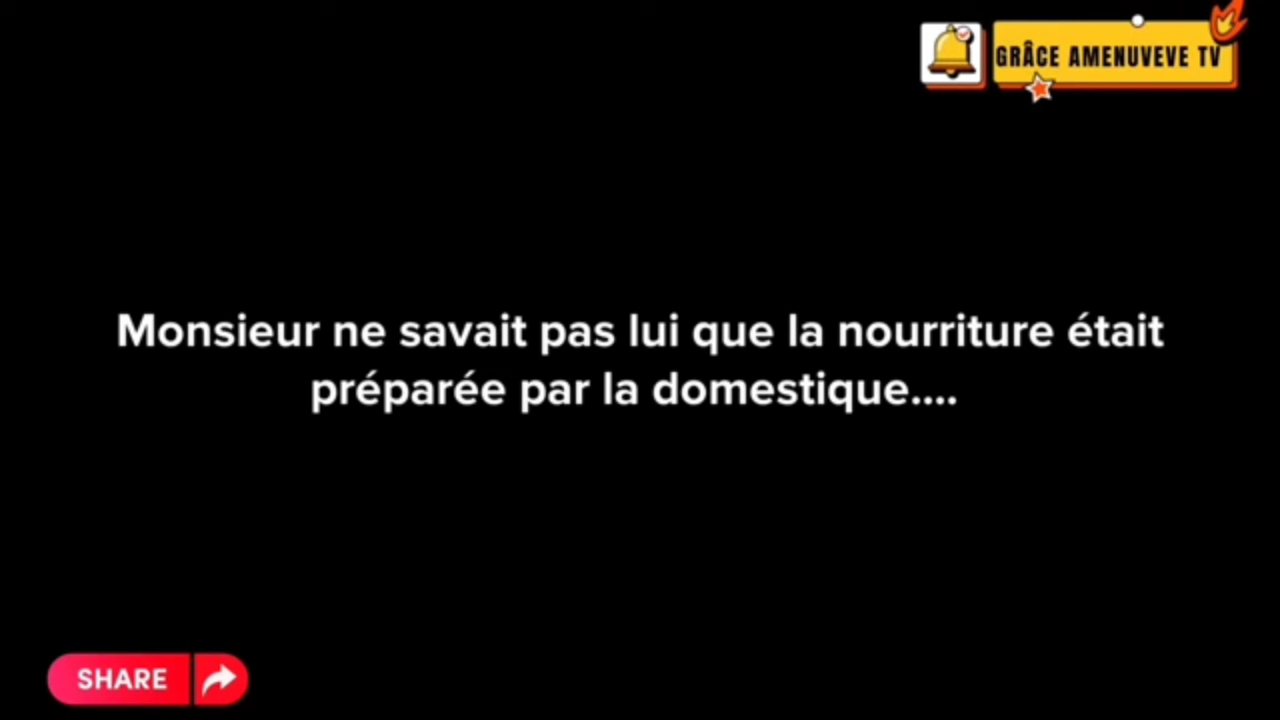 GRÂCE AMENUVEVE TV
Monsieur ne savait pas lui que la nourriture était
préparée par la domestique....
SHARE